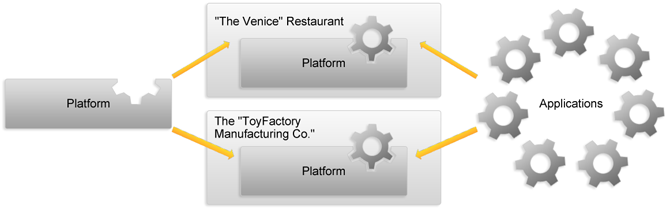 "The Venice" Restaurant
Platform
Platform
Applications
The "ToyFactory
Manufacturing Co."
Platform